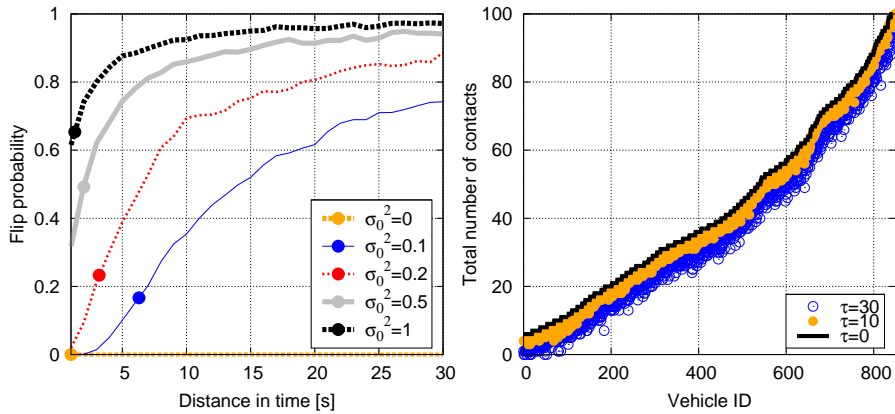 Flip probability
1
0.8
0.6
0.4
0.2
0
5
10
15
20
25
30
Distance in time [s]
σ₀²=0
σ₀²=0.1
σ₀²=0.2
σ₀²=0.5
σ₀²=1
Total number of contacts
100
80
60
40
20
0
0
200
400
600
800
Vehicle ID
τ=30
τ=10
τ=0